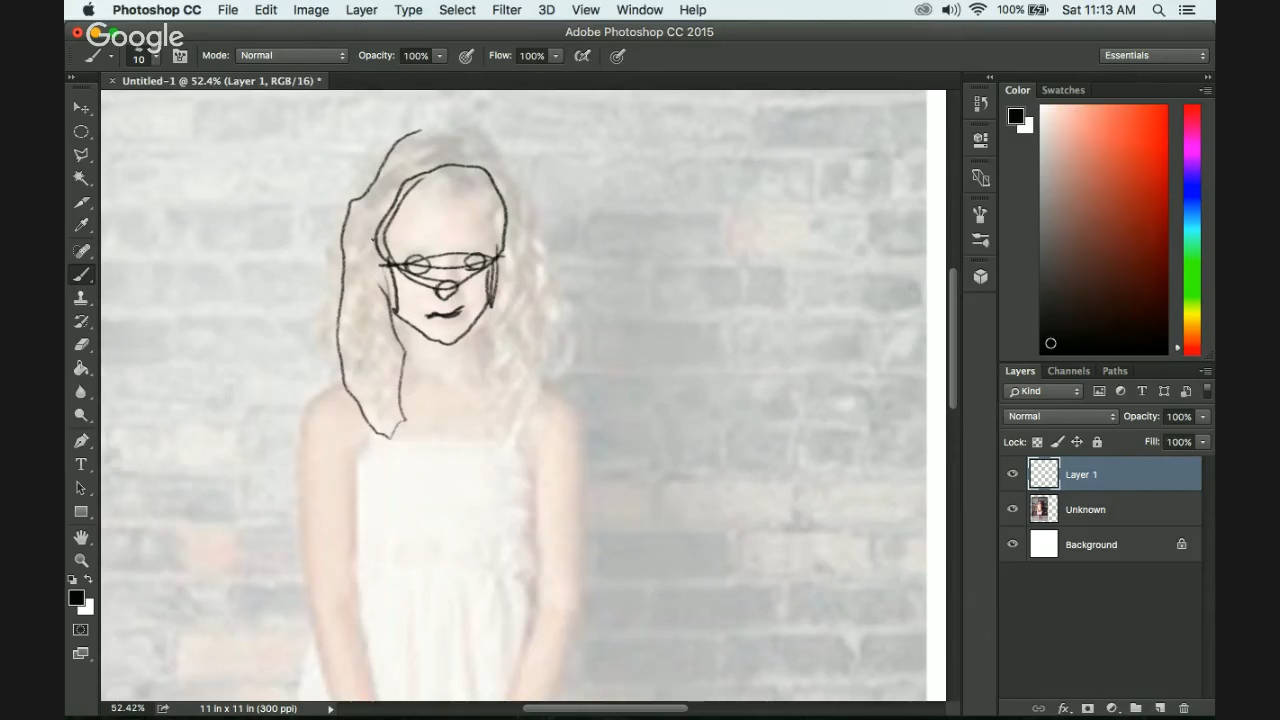 Photoshop CC File Edit Image Layer Type Select Filter 3D View Window Help 100% Sat 11:13 AM
Google
Adobe Photoshop CC 2015
10 Mode: Normal Opacity: 100% Flow: 100% Essentials
× Untitled-1 @ 52.4% (Layer 1, RGB/16) *
Color Swatches
Layers Channels Paths
Kind
Normal Opacity: 100%
Lock: Fill: 100%
Layer 1
Unknown
Background
52.42% 11 in x 11 in (300 ppi)